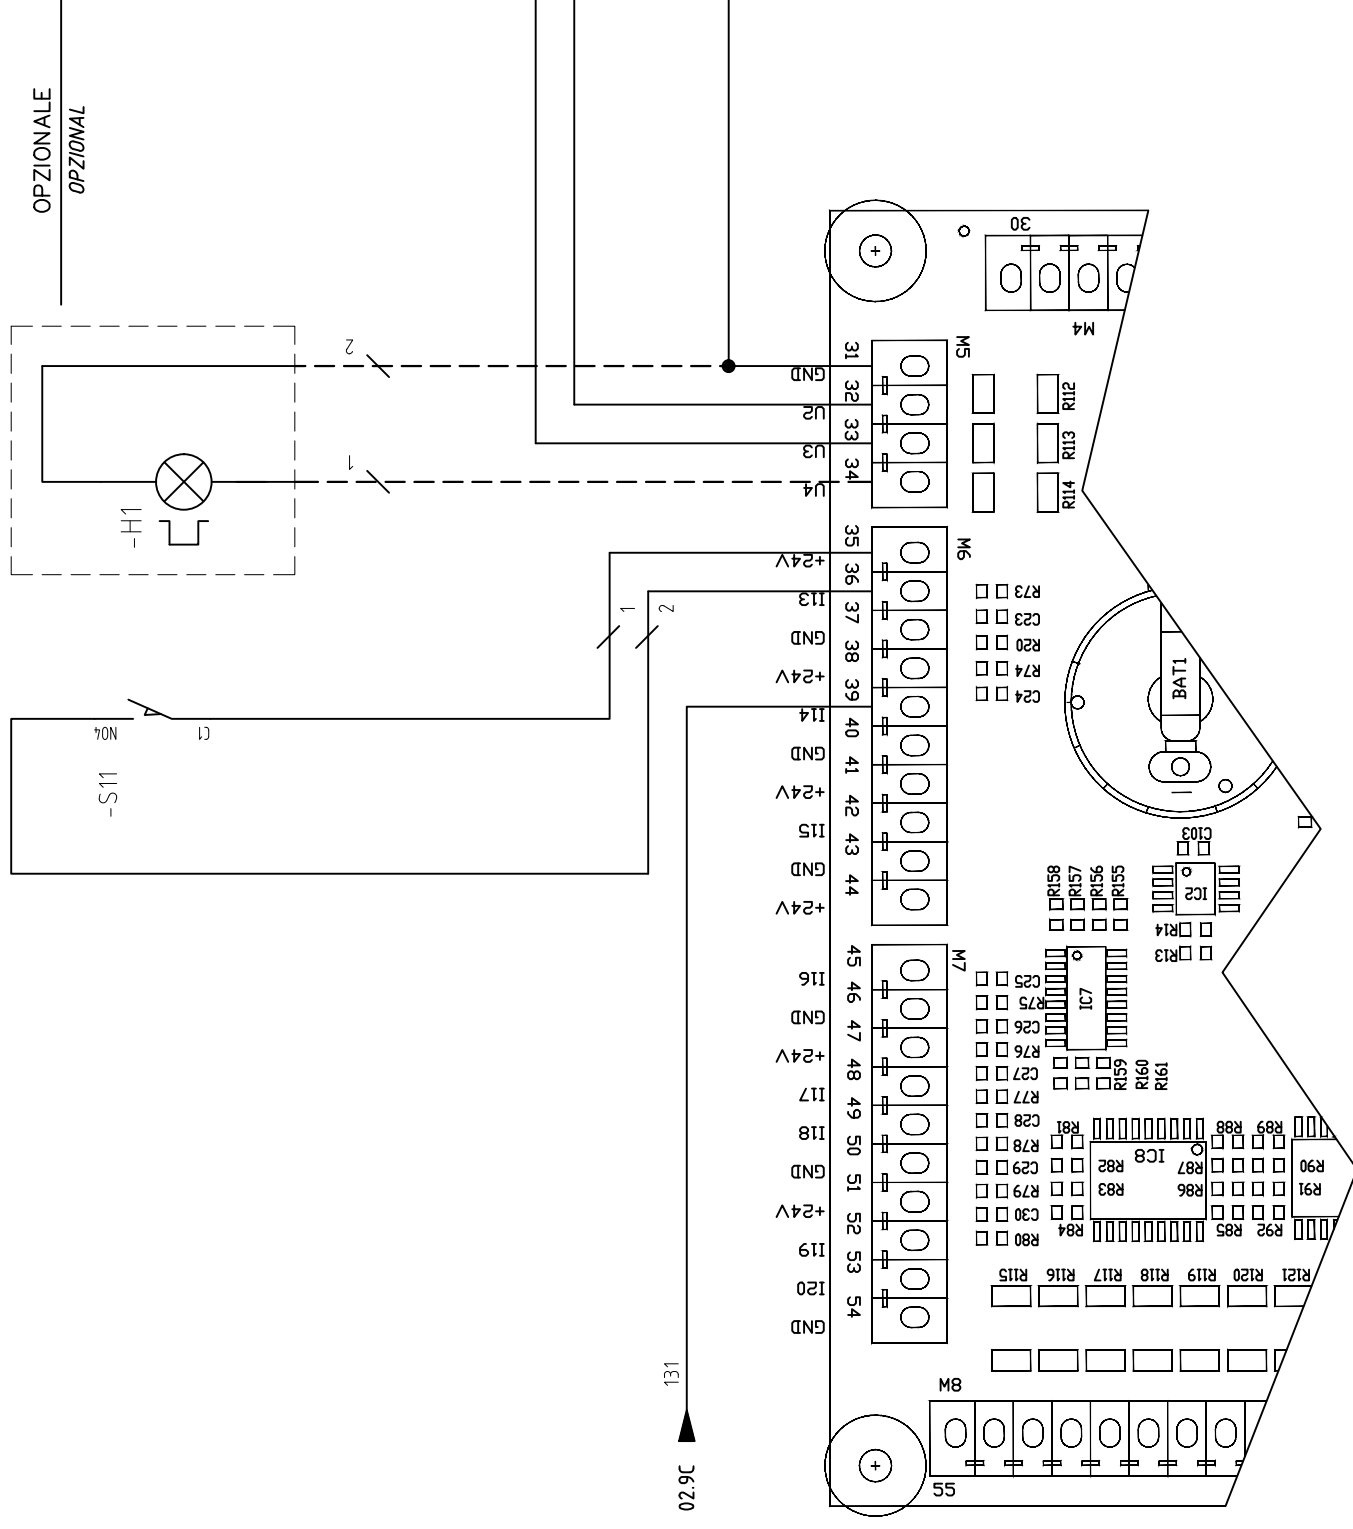 OPZIONALE
OPZIONAL
30
M4
2
31
GND
M5
32
U2
R112
33
U3
R113
34
U4
1
R114
-H1
35
+24V
M6
36
I13
R73
1
2
37
GND
C23
R20
38
+24V
R74
C24
BAT1
39
I14
NO4
C1
40
GND
-S11
41
+24V
42
I15
C103
43
GND
44
+24V
R158
R157
R156
R155
IC2
R14
R13
45
I16
M7
46
GND
47
+24V
48
I17
49
I18
50
GND
51
+24V
52
I19
53
I20
54
GND
C25
R75
C26
R76
C27
R77
C28
R78
C29
R79
C30
R80
IC7
R159
R160
R161
R81
R82
R83
R84
IC8
R87
R86
R88
R89
R85
R92
R90
R91
R115
R116
R117
R118
R119
R120
R121
131
M8
02.9C
55